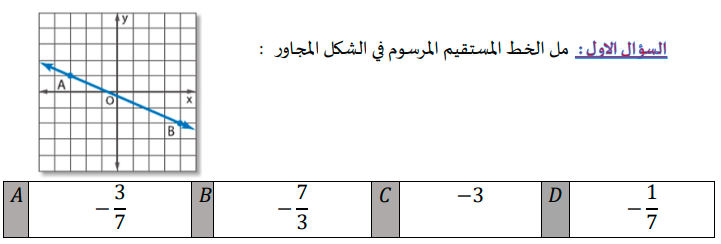 السؤال الاول: مل الخط المستقيم المرسوم في الشكل المجاور :
y
A
O
x
B
A −3/7 B −7/3 C −3 D −1/7